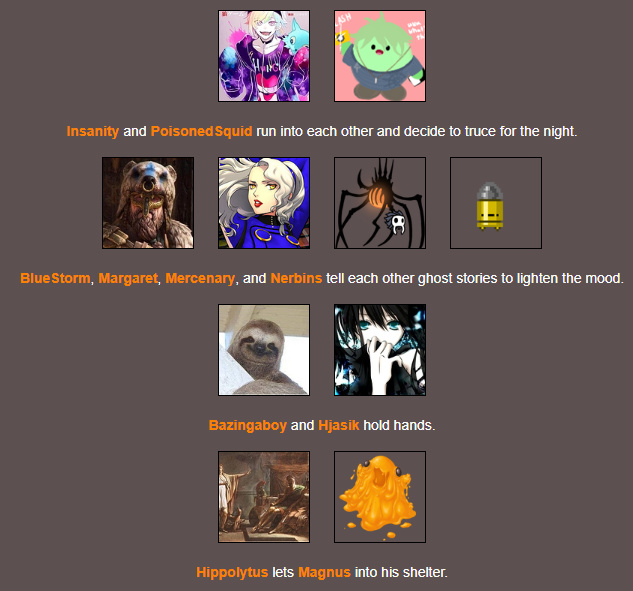 Insanity and PoisonedSquid run into each other and decide to truce for the night.
BlueStorm, Margaret, Mercenary, and Nerbins tell each other ghost stories to lighten the mood.
Bazingaboy and Hjasik hold hands.
Hippolytus lets Magnus into his shelter.